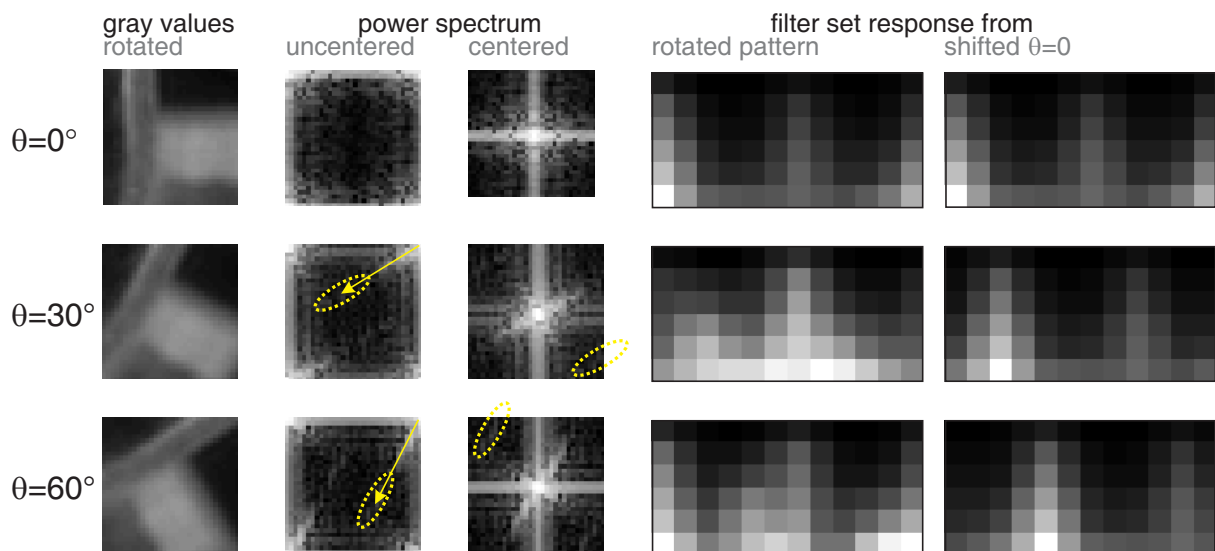 gray values power spectrum filter set response from
rotated uncentered centered rotated pattern shifted θ=0
θ=0°
θ=30°
θ=60°